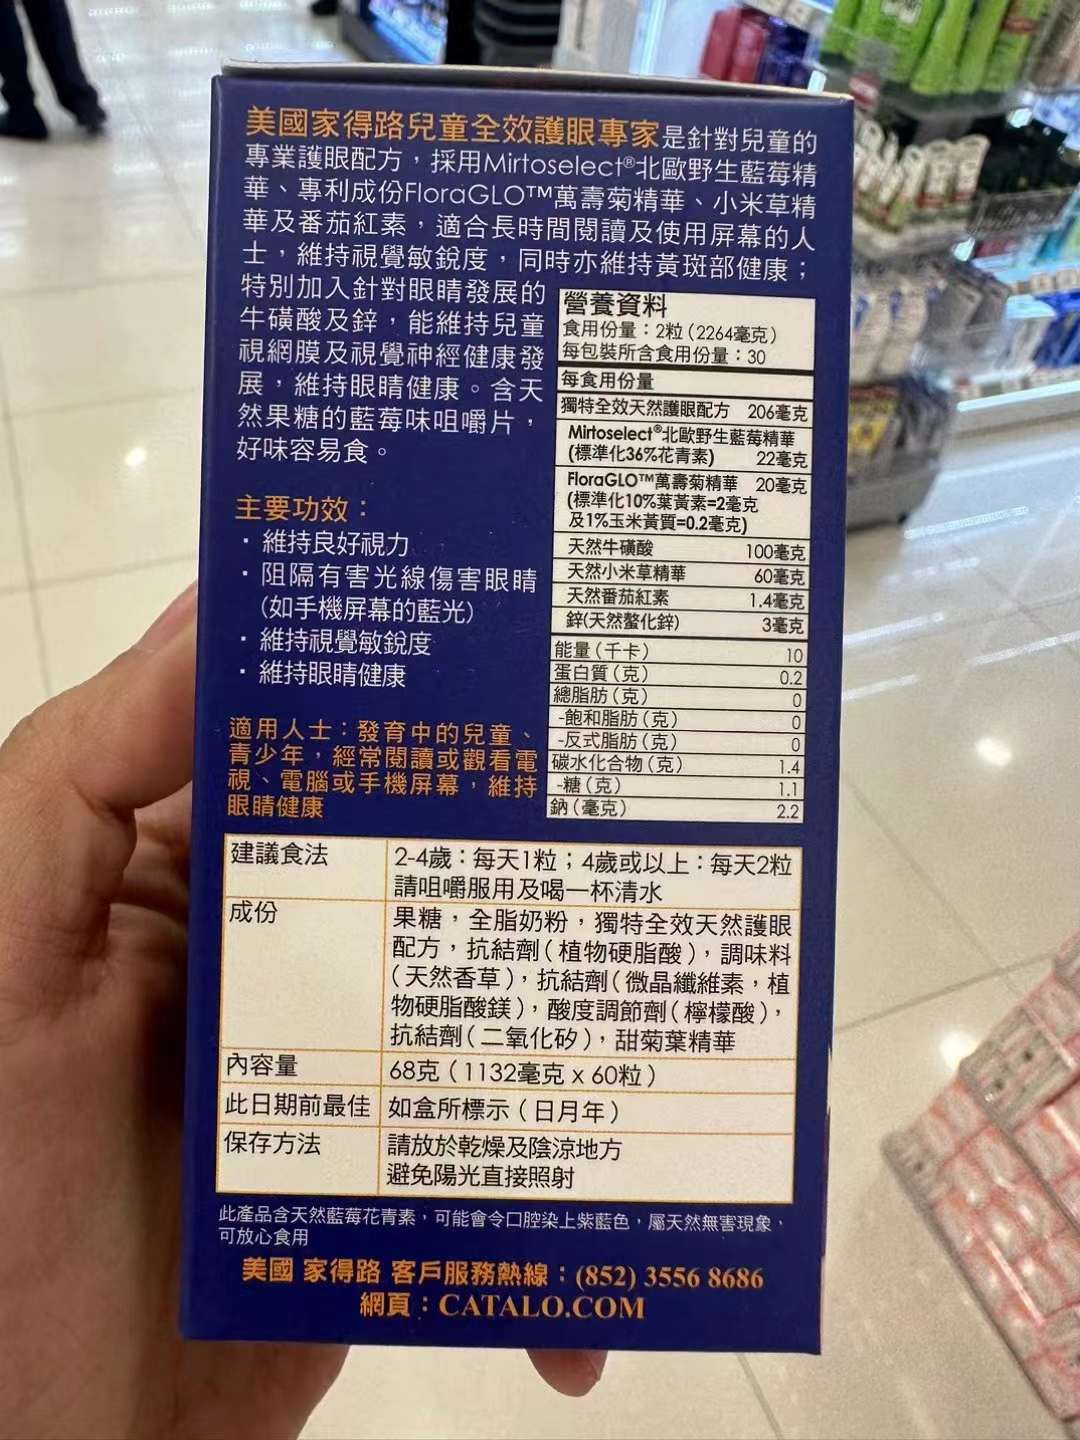 美國家得路兒童全效護眼專家是針對兒童的
專業護眼配方，採用Mirtoselect®北歐野生藍莓精
華、專利成份FloraGLO™萬壽菊精華、小米草精
華及番茄紅素，適合長時間閱讀及使用屏幕的人
士，維持視覺敏銳度，同時亦維持黃斑部健康；
特別加入針對眼睛發展的
牛磺酸及鋅，能維持兒童
視網膜及視覺神經健康發
展，維持眼睛健康。含天
然果糖的藍莓味咀嚼片，
好味容易食。
主要功效：
· 維持良好視力
· 阻隔有害光線傷害眼睛
（如手機屏幕的藍光）
· 維持視覺敏銳度
· 維持眼睛健康
適用人士：發育中的兒童、
青少年，經常閱讀或觀看電
視、電腦或手機屏幕，維持
眼睛健康
營養資料
食用份量：2粒（2264毫克）
每包裝所含食用份量：30
每食用份量
獨特全效天然護眼配方 206毫克
Mirtoselect®北歐野生藍莓精華
(標準化36%花青素) 22毫克
FloraGLO™萬壽菊精華 20毫克
(標準化10%葉黃素=2毫克
及1%玉米黃質=0.2毫克)
天然牛磺酸 100毫克
天然小米草精華 60毫克
天然番茄紅素 1.4毫克
鋅(天然螯化鋅) 3毫克
能量（千卡） 10
蛋白質（克） 0.2
總脂肪（克） 0
-飽和脂肪（克） 0
-反式脂肪（克） 0
碳水化合物（克） 1.4
-糖（克） 1.1
鈉（毫克） 2.2
建議食法 2-4歲：每天1粒；4歲或以上：每天2粒
請咀嚼服用及喝一杯清水
成份 果糖，全脂奶粉，獨特全效天然護眼
配方，抗結劑（植物硬脂酸），調味料
（天然香草），抗結劑（微晶纖維素，植
物硬脂酸鎂），酸度調節劑（檸檬酸），
抗結劑（二氧化矽），甜菊葉精華
內容量 68克（1132毫克 x 60粒）
此日期前最佳 如盒所標示（日月年）
保存方法 請放於乾燥及陰涼地方
避免陽光直接照射
此產品含天然藍莓花青素，可能會令口腔染上紫藍色，屬天然無害現象，
可放心食用
美國 家得路 客戶服務熱線：(852) 3556 8686
網頁：CATALO.COM